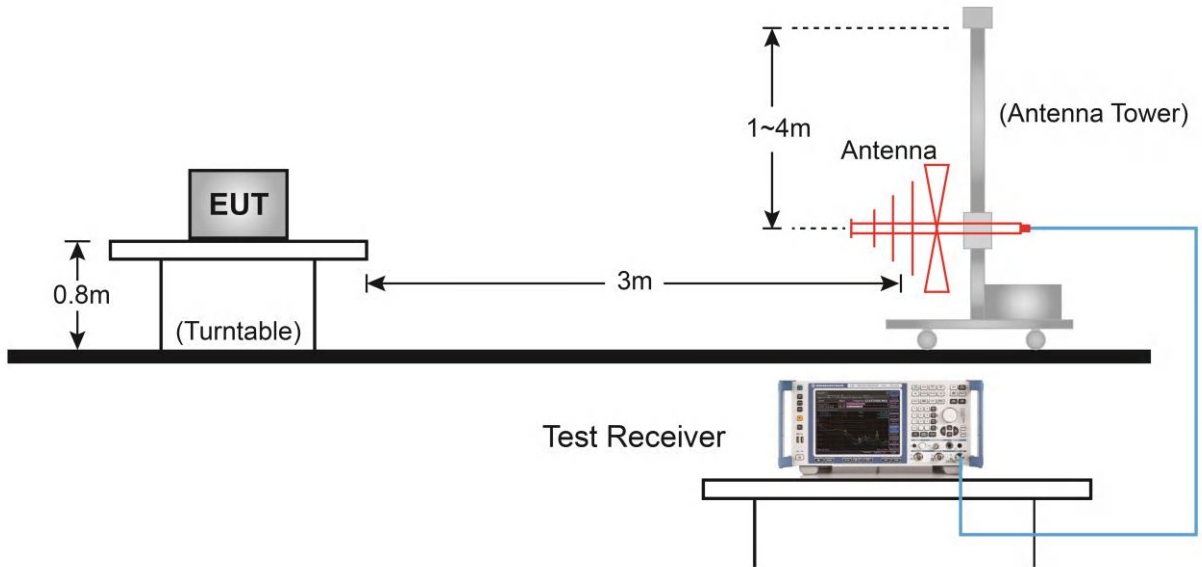 1~4m
(Antenna Tower)
Antenna
EUT
0.8m
3m
(Turntable)
Test Receiver